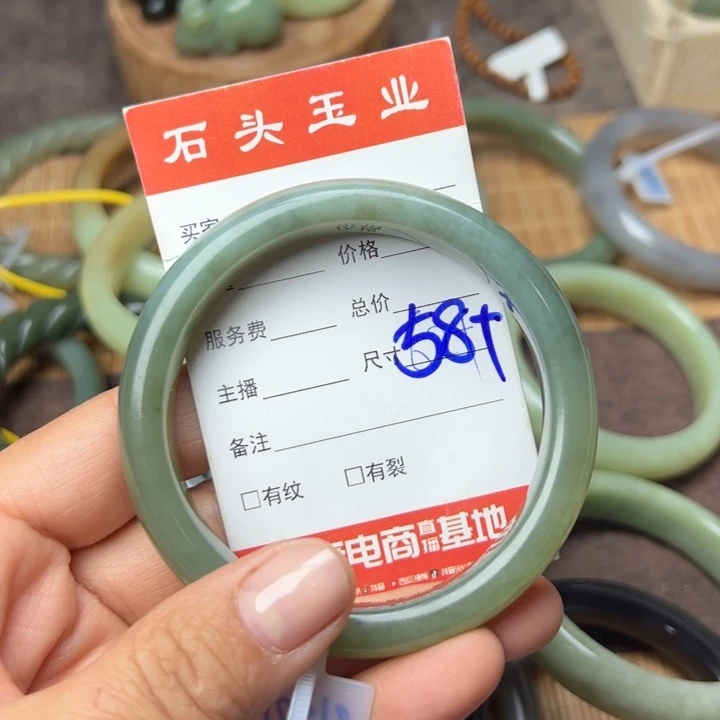 石头玉业
买家
价格
服务费
总价
主播
尺寸 58+
备注
□有纹 □有裂
电商直播基地